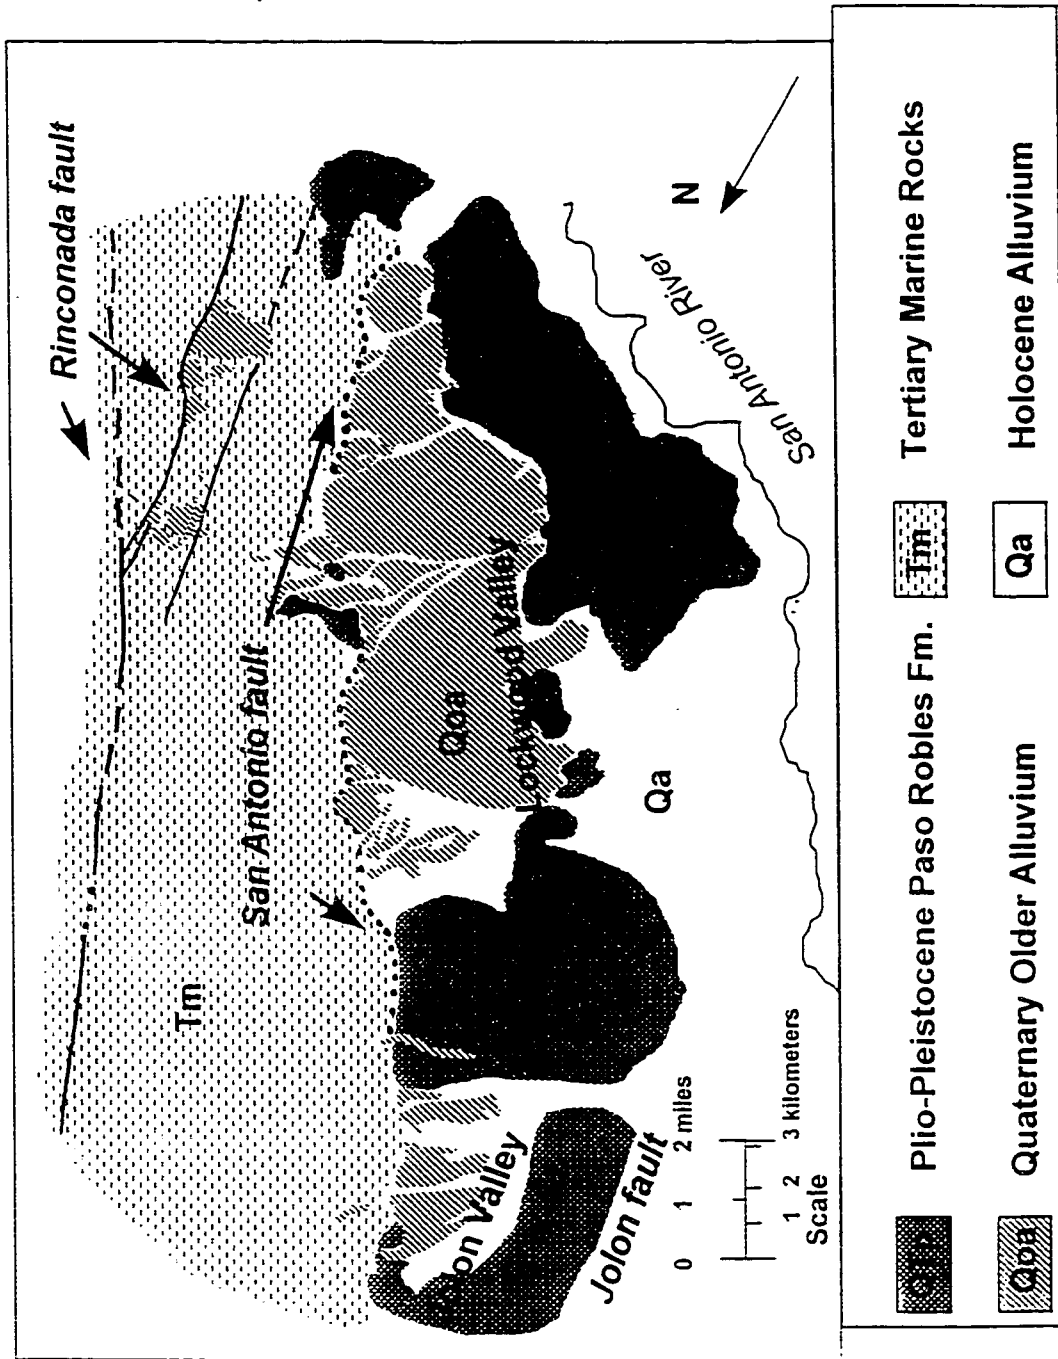 Rinconada fault
San Antonio fault
Tm
Qoa
Lockwood Valley
Qa
San Antonio River
N
Valley
Jolon fault
0 1 2 miles
1 2 3 kilometers
Scale
Plio-Pleistocene Paso Robles Fm.
Tm Tertiary Marine Rocks
Qoa Quaternary Older Alluvium
Qa Holocene Alluvium